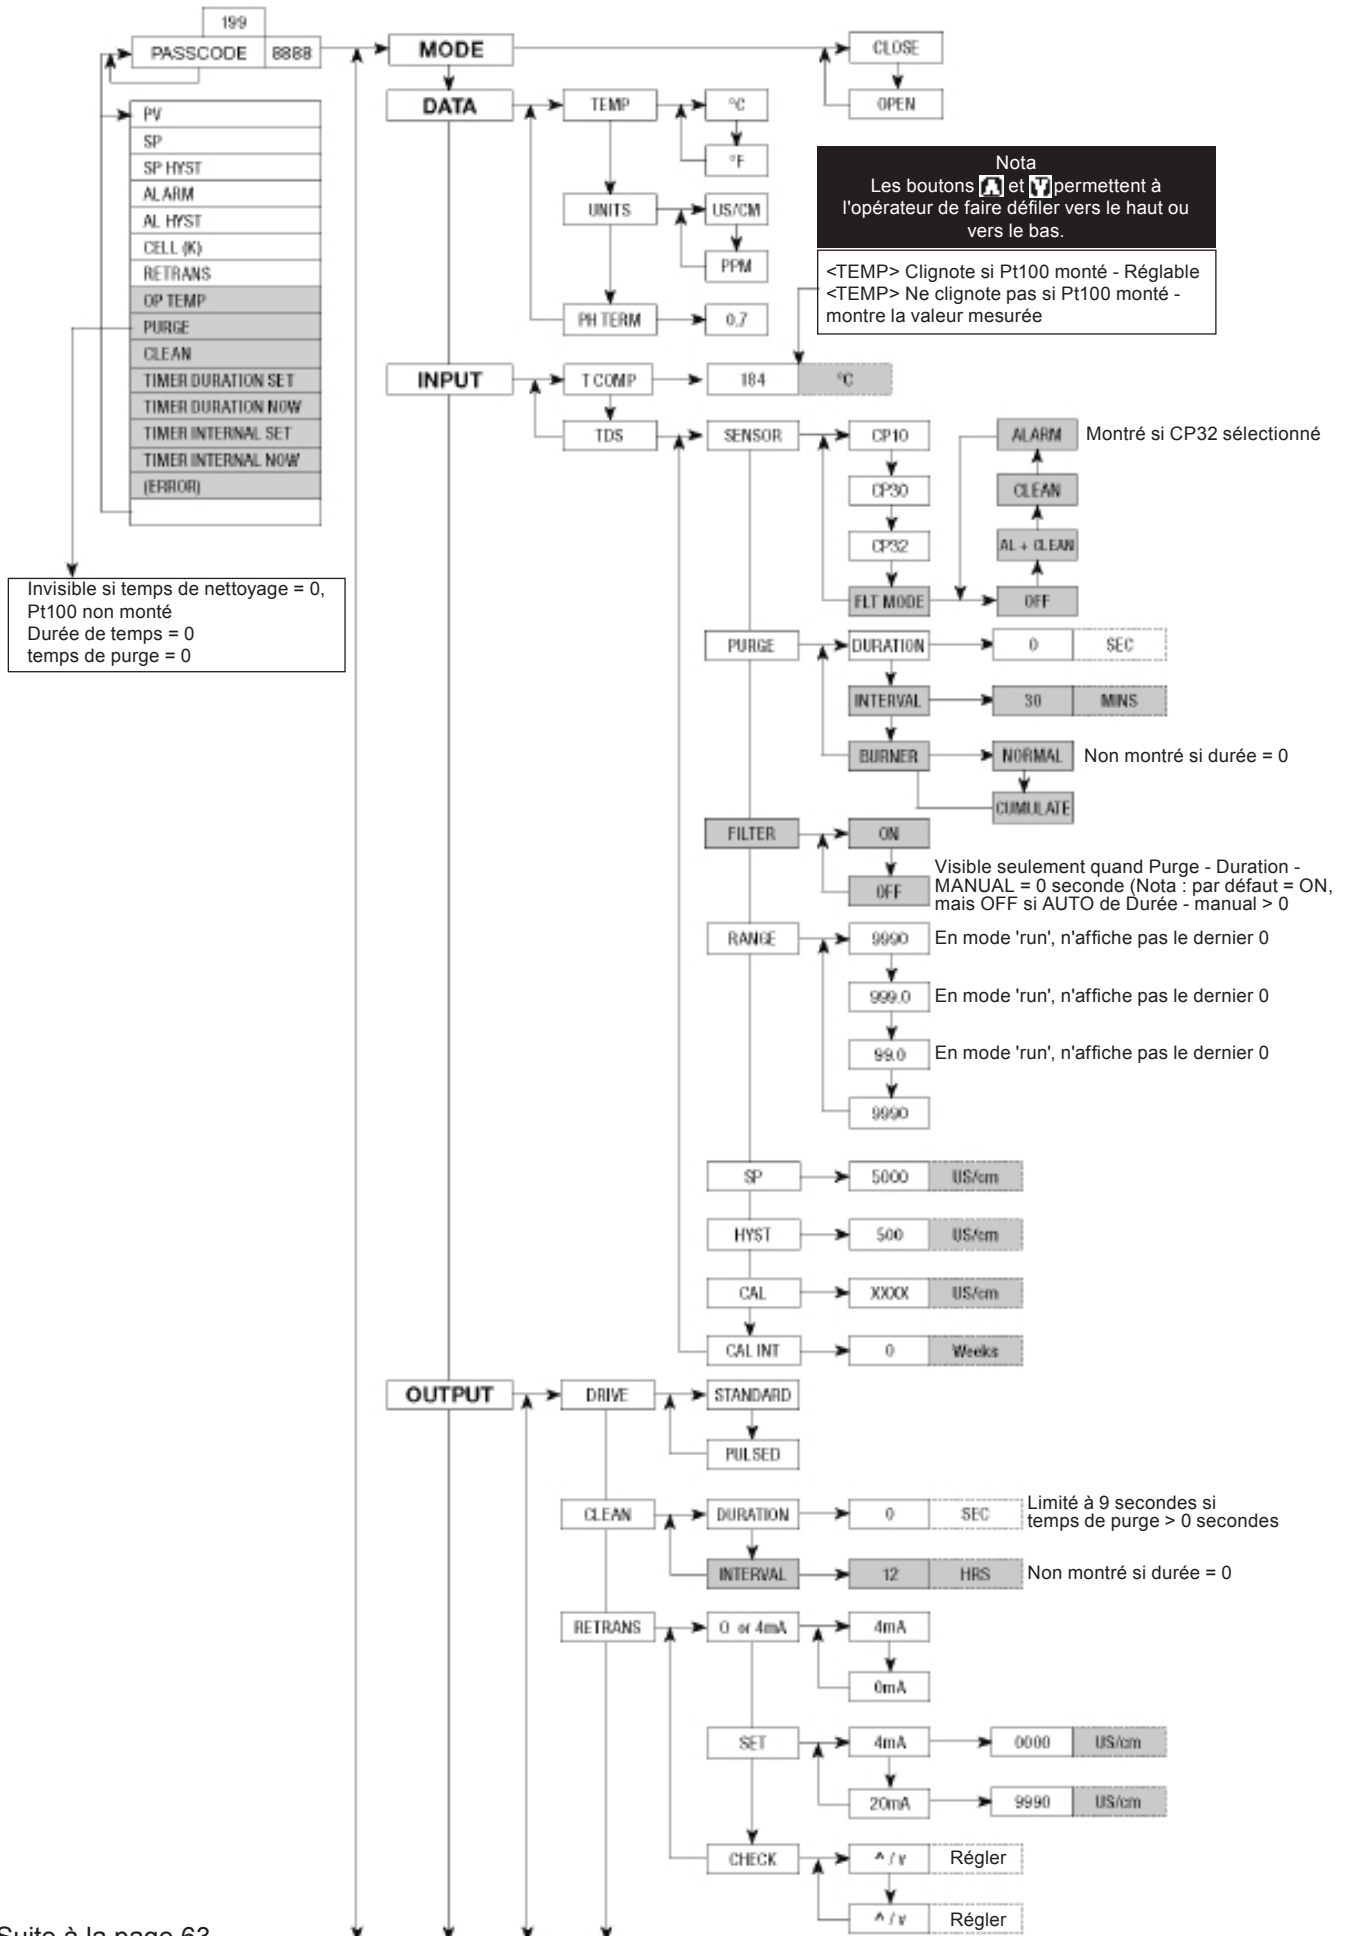 199
PASSCODE 8888
MODE
CLOSE
OPEN
DATA
TEMP
°C
°F
UNITS
US/CM
PPM
PH TERM
0.7
PV
SP
SP HYST
ALARM
AL HYST
CELL (K)
RETRANS
OP TEMP
PURGE
CLEAN
TIMER DURATION SET
TIMER DURATION NOW
TIMER INTERNAL SET
TIMER INTERNAL NOW
(ERROR)
Invisible si temps de nettoyage = 0,
Pt100 non monté
Durée de temps = 0
temps de purge = 0
Nota
Les boutons et permettent à
l'opérateur de faire défiler vers le haut ou
vers le bas.
<TEMP> Clignote si Pt100 monté - Réglable
<TEMP> Ne clignote pas si Pt100 monté -
montre la valeur mesurée
INPUT
T COMP
184 °C
TDS
SENSOR
CP10
CP30
CP32
FLT MODE
OFF
AL + CLEAN
CLEAN
ALARM
Montré si CP32 sélectionné
PURGE
DURATION
0 SEC
INTERVAL
30 MINS
BURNER
NORMAL
Non montré si durée = 0
CUMULATE
FILTER
ON
OFF
Visible seulement quand Purge - Duration -
MANUAL = 0 seconde (Nota : par défaut = ON,
mais OFF si AUTO de Durée - manual > 0
RANGE
9990
En mode 'run', n'affiche pas le dernier 0
999.0
En mode 'run', n'affiche pas le dernier 0
99.0
En mode 'run', n'affiche pas le dernier 0
9990
SP
5000 US/cm
HYST
500 US/cm
CAL
XXXX US/cm
CAL INT
0 Weeks
OUTPUT
DRIVE
STANDARD
PULSED
CLEAN
DURATION
0 SEC
Limité à 9 secondes si
temps de purge > 0 secondes
INTERVAL
12 HRS
Non montré si durée = 0
RETRANS
0 or 4mA
4mA
0mA
SET
4mA
0000 US/cm
20mA
9990 US/cm
CHECK
^ / v Régler
^ / v Régler
Suite à la page 63